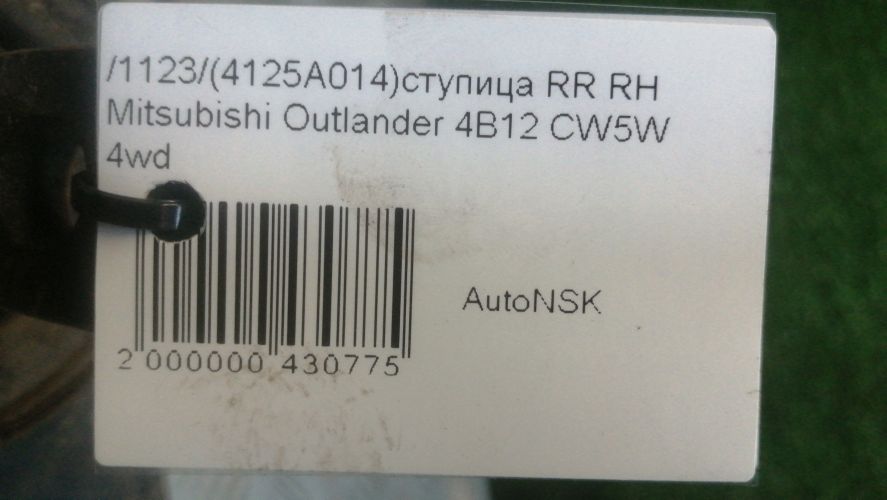 /1123/(4125A014)ступица RR RH
Mitsubishi Outlander 4B12 CW5W
4wd
AutoNSK
2 000000 430775